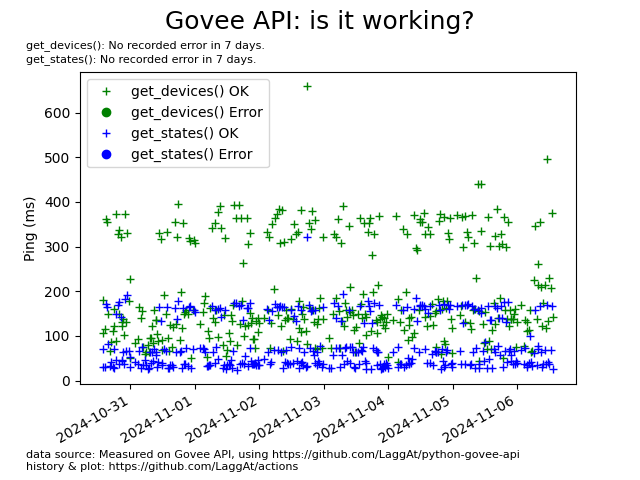 Govee API: is it working?
get_devices(): No recorded error in 7 days.
get_states(): No recorded error in 7 days.
get_devices() OK
get_devices() Error
get_states() OK
get_states() Error
Ping (ms)
600
500
400
300
200
100
0
2024-10-31
2024-11-01
2024-11-02
2024-11-03
2024-11-04
2024-11-05
2024-11-06
data source: Measured on Govee API, using https://github.com/LaggAt/python-govee-api
history & plot: https://github.com/LaggAt/actions